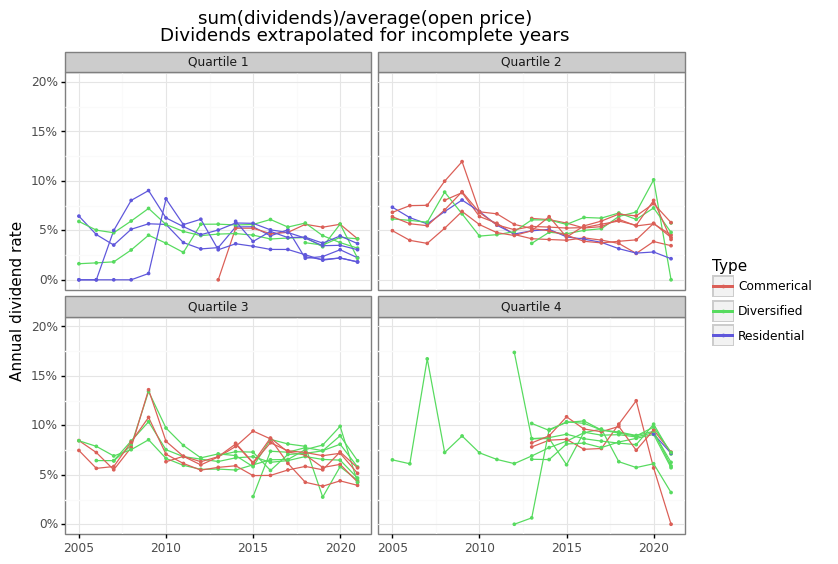 sum(dividends)/average(open price)
Dividends extrapolated for incomplete years
Quartile 1
Quartile 2
20%
15%
10%
5%
0%
Quartile 3
Quartile 4
20%
15%
10%
5%
0%
2005
2010
2015
2020
2005
2010
2015
2020
Annual dividend rate
Type
Commerical
Diversified
Residential